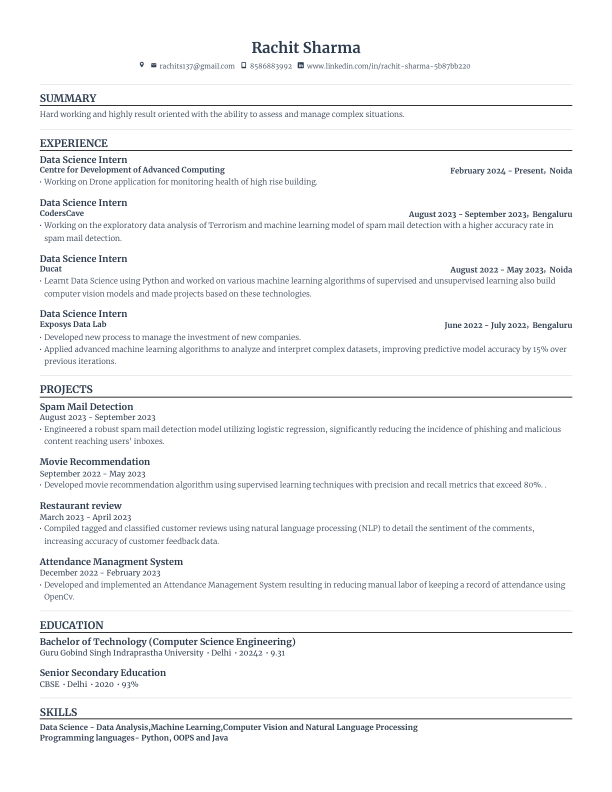 Rachit Sharma
rachits137@gmail.com 8586883992 www.linkedin.com/in/rachit-sharma-5b87bb220
SUMMARY
Hard working and highly result oriented with the ability to assess and manage complex situations.
EXPERIENCE
Data Science Intern
Centre for Development of Advanced Computing February 2024 - Present, Noida
• Working on Drone application for monitoring health of high rise building.
Data Science Intern
CodersCave August 2023 - September 2023, Bengaluru
• Working on the exploratory data analysis of Terrorism and machine learning model of spam mail detection with a higher accuracy rate in
spam mail detection.
Data Science Intern
Ducat August 2022 - May 2023, Noida
• Learnt Data Science using Python and worked on various machine learning algorithms of supervised and unsupervised learning also build
computer vision models and made projects based on these technologies.
Data Science Intern
Exposys Data Lab June 2022 - July 2022, Bengaluru
• Developed new process to manage the investment of new companies.
• Applied advanced machine learning algorithms to analyze and interpret complex datasets, improving predictive model accuracy by 15% over
previous iterations.
PROJECTS
Spam Mail Detection
August 2023 - September 2023
• Engineered a robust spam mail detection model utilizing logistic regression, significantly reducing the incidence of phishing and malicious
content reaching users' inboxes.
Movie Recommendation
September 2022 - May 2023
• Developed movie recommendation algorithm using supervised learning techniques with precision and recall metrics that exceed 80%. .
Restaurant review
March 2023 - April 2023
• Compiled tagged and classified customer reviews using natural language processing (NLP) to detail the sentiment of the comments,
increasing accuracy of customer feedback data.
Attendance Managment System
December 2022 - February 2023
• Developed and implemented an Attendance Management System resulting in reducing manual labor of keeping a record of attendance using
OpenCv.
EDUCATION
Bachelor of Technology (Computer Science Engineering)
Guru Gobind Singh Indraprastha University • Delhi • 20242 • 9.31
Senior Secondary Education
CBSE • Delhi • 2020 • 93%
SKILLS
Data Science - Data Analysis,Machine Learning,Computer Vision and Natural Language Processing
Programming languages- Python, OOPS and Java